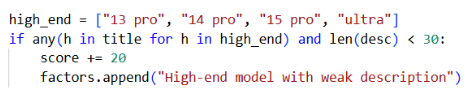 high_end = ["13 pro", "14 pro", "15 pro", "ultra"]
if any(h in title for h in high_end) and len(desc) < 30:
    score += 20
    factors.append("High-end model with weak description")